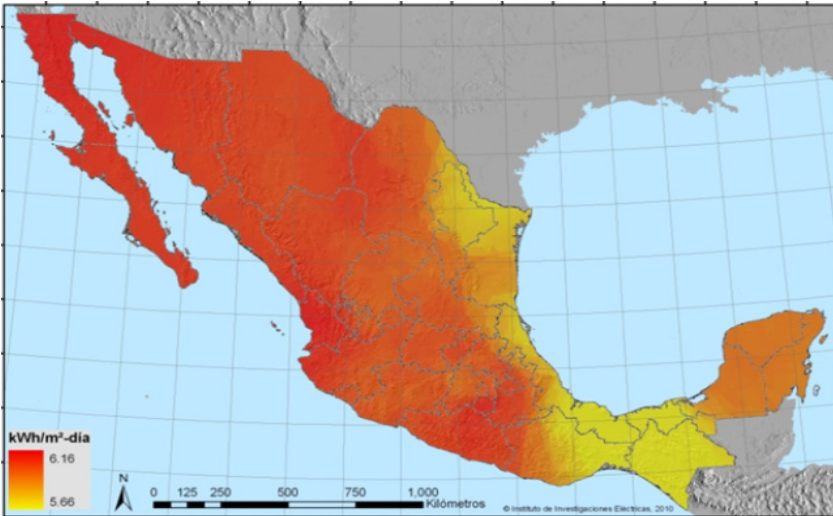 kWh/m²-día
6.16
5.66
N
0 125 250 500 750 1,000
Kilómetros
© Instituto de Investigaciones Eléctricas, 2010